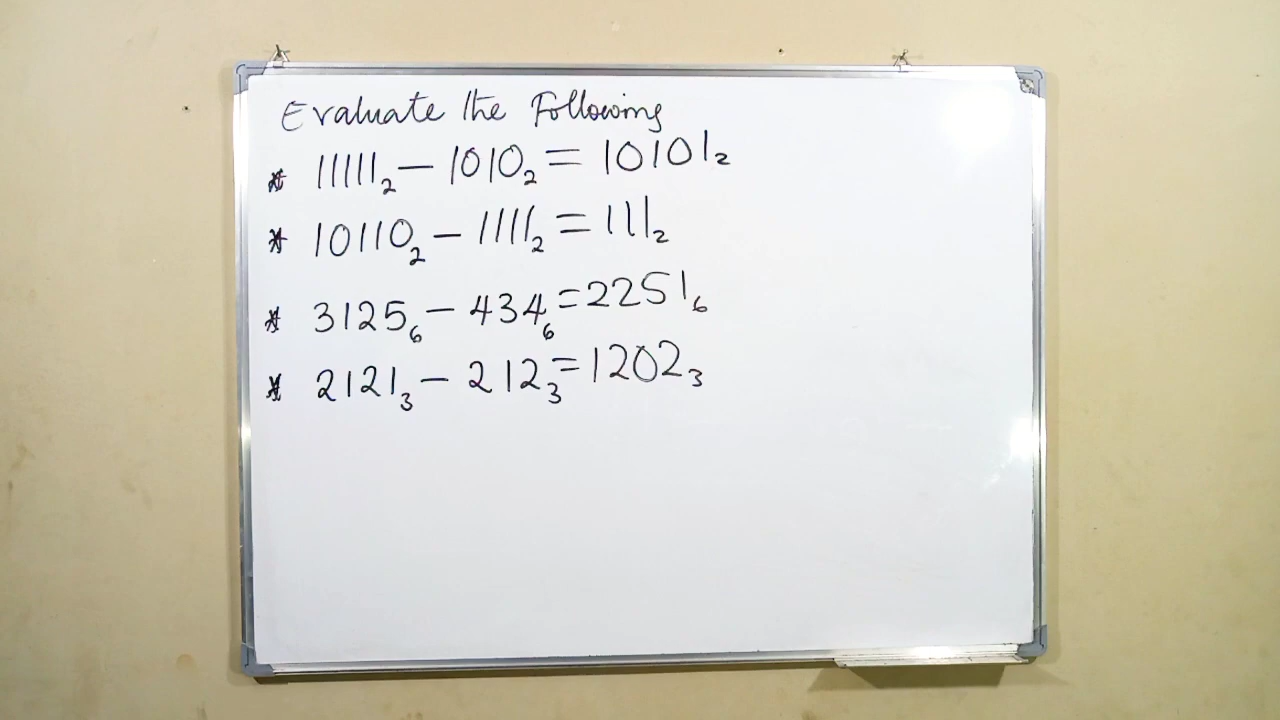 Evaluate the Following
* 11111₂ – 1010₂ = 10101₂
* 10110₂ – 1111₂ = 111₂
* 3125₆ – 434₆ = 2251₆
* 2121₃ – 212₃ = 1202₃